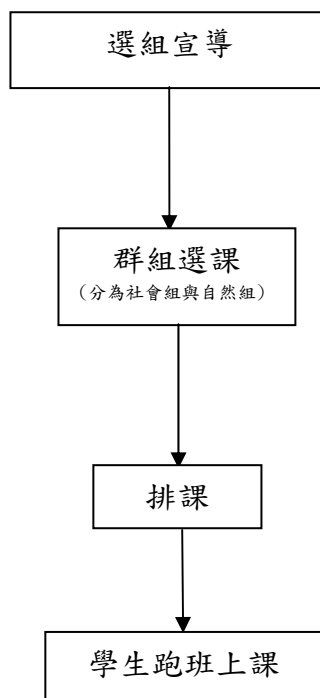 選組宣導
群組選課
（分為社會組與自然組）
排課
學生跑班上課